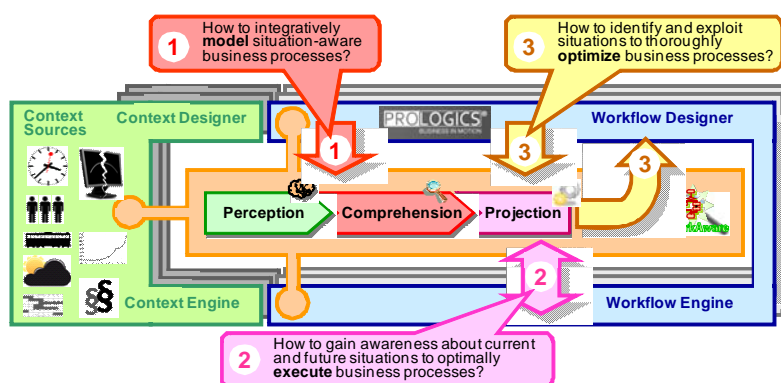 1
How to integratively
model situation-aware
business processes?
3
How to identify and exploit
situations to thoroughly
optimize business processes?
Context
Sources
Context Designer
PROLOGICS
BUSINESS IN MOTION
Workflow Designer
1
3
3
Perception
Comprehension
Projection
Context Engine
2
Workflow Engine
2
How to gain awareness about current
and future situations to optimally
execute business processes?